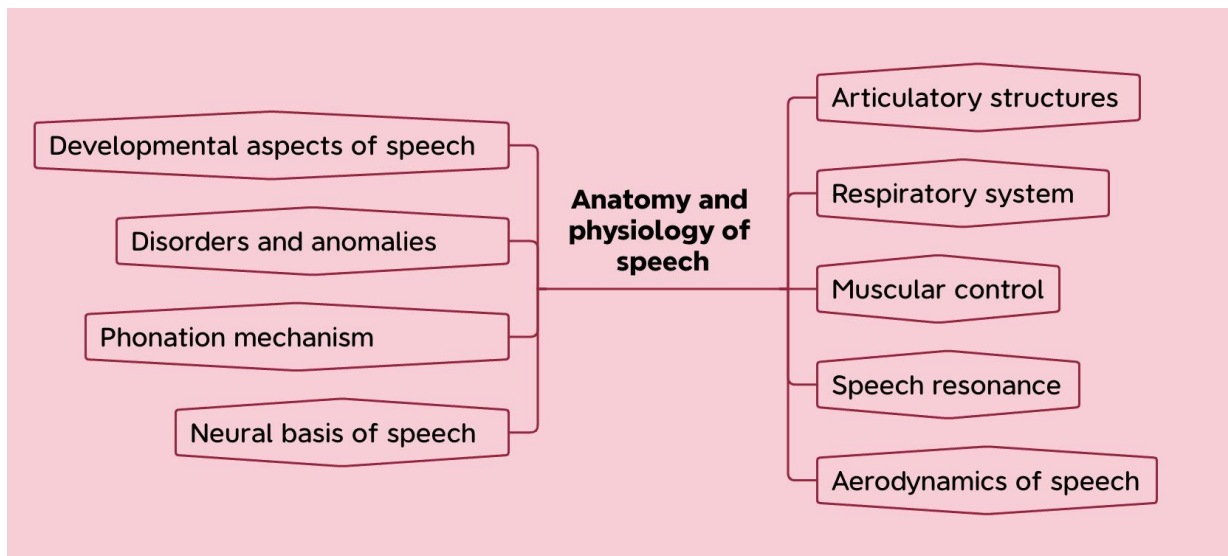 Anatomy and
physiology of
speech
Developmental aspects of speech
Disorders and anomalies
Phonation mechanism
Neural basis of speech
Articulatory structures
Respiratory system
Muscular control
Speech resonance
Aerodynamics of speech